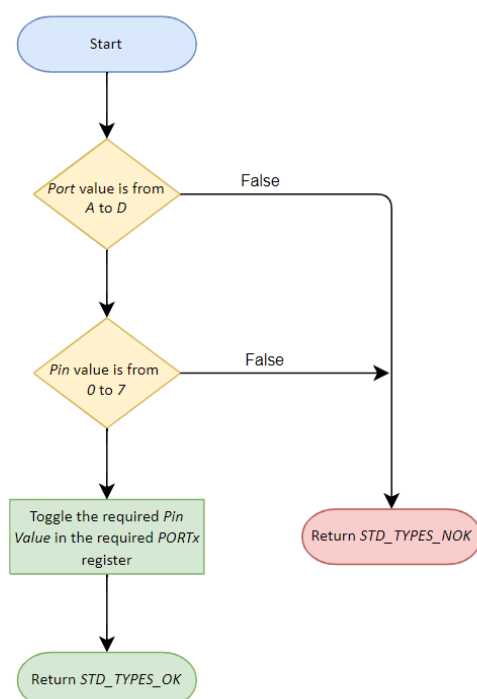 Start
Port value is from
A to D
False
Pin value is from
0 to 7
False
Toggle the required Pin
Value in the required PORTx
register
Return STD_TYPES_NOK
Return STD_TYPES_OK